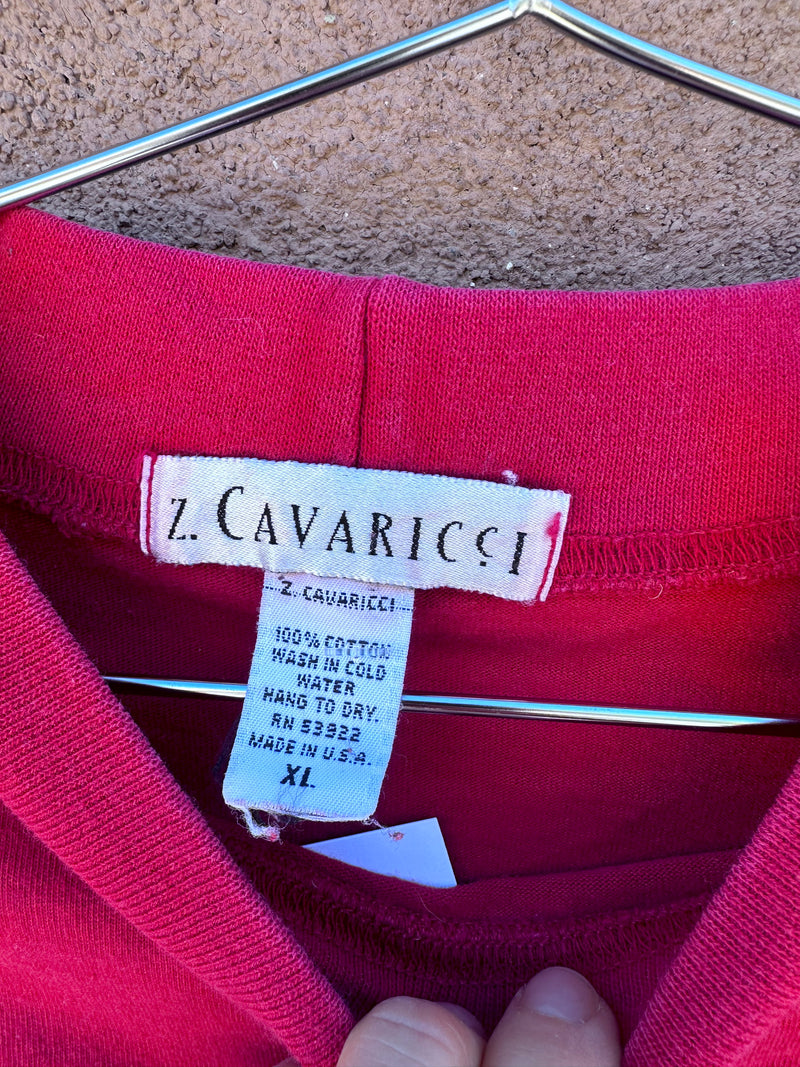 Z. CAVARICCI
Z. CAVARICCI
100% COTTON
WASH IN COLD
WATER
HANG TO DRY.
RN 53922
MADE IN U.S.A.
XL